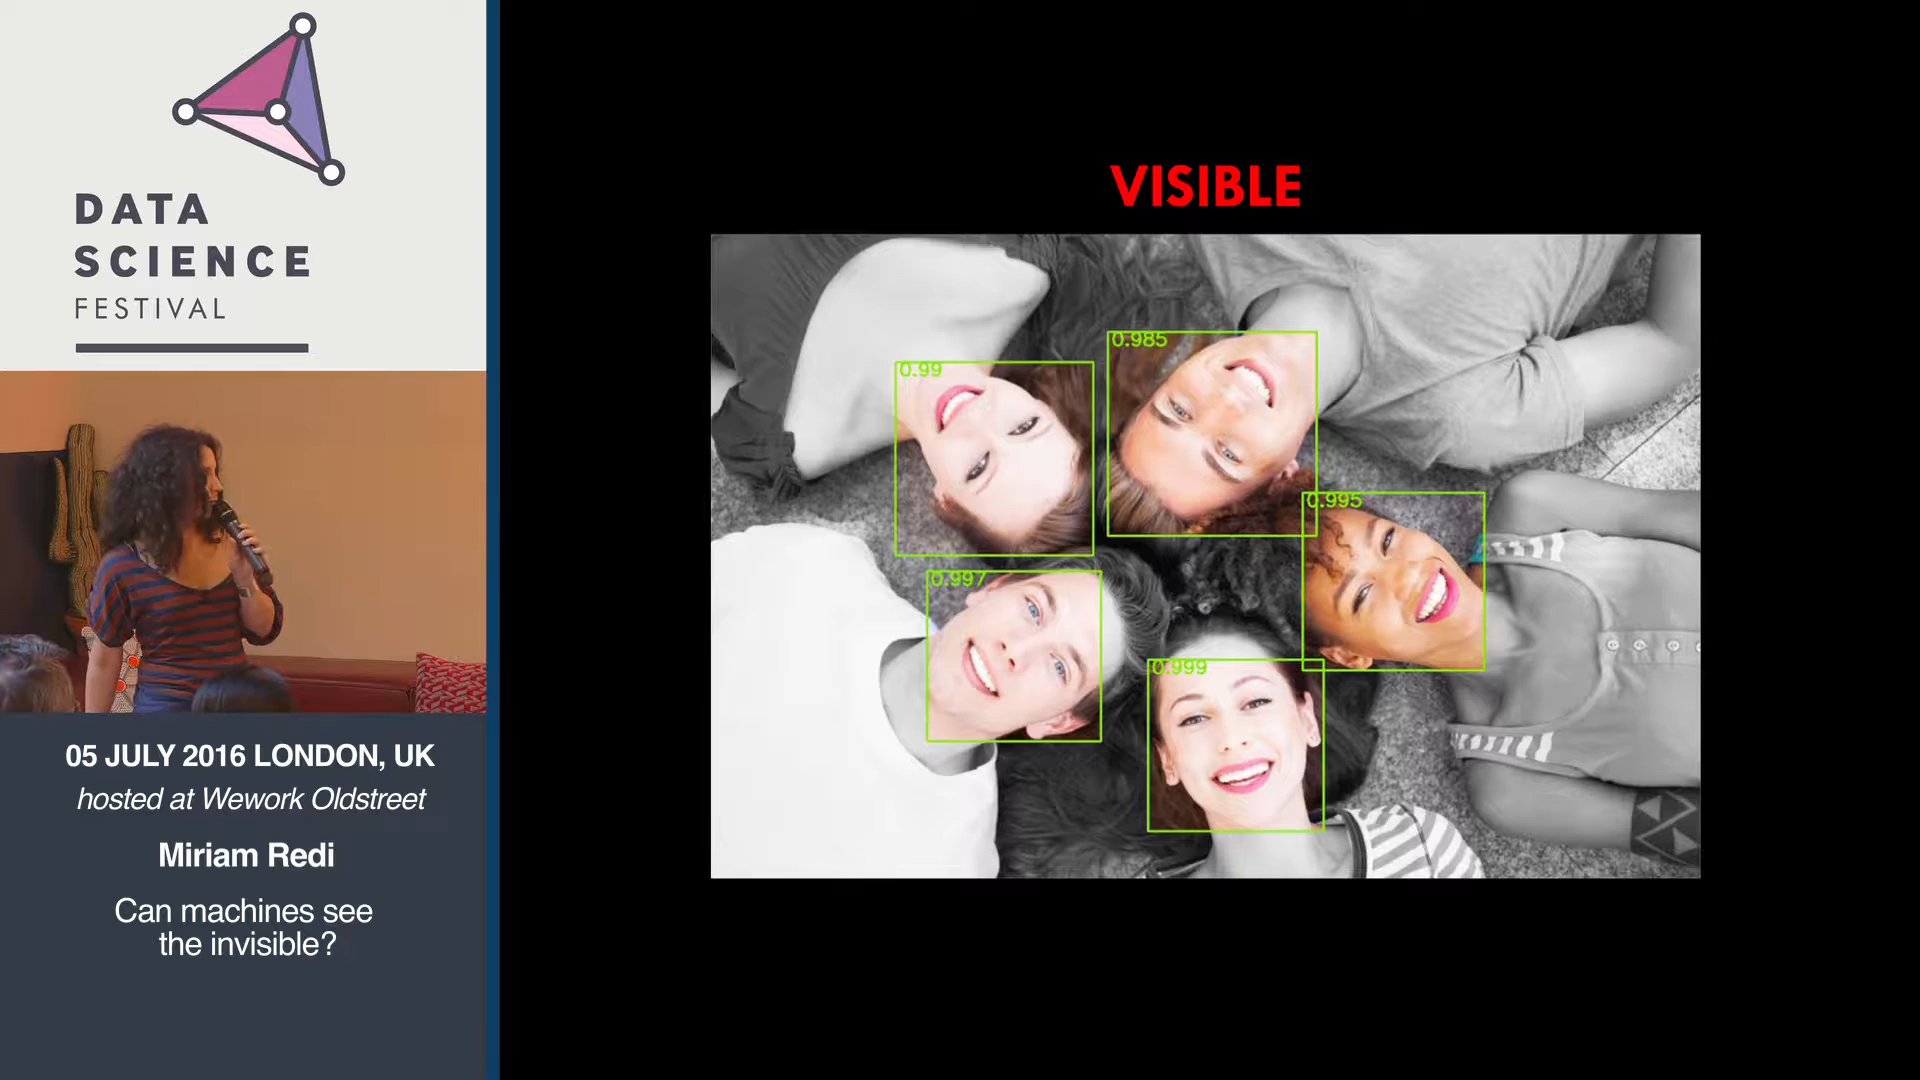 DATA
SCIENCE
FESTIVAL
05 JULY 2016 LONDON, UK
hosted at Wework Oldstreet
Miriam Redi
Can machines see
the invisible?
VISIBLE
0.985
0.99
0.995
0.997
0.999